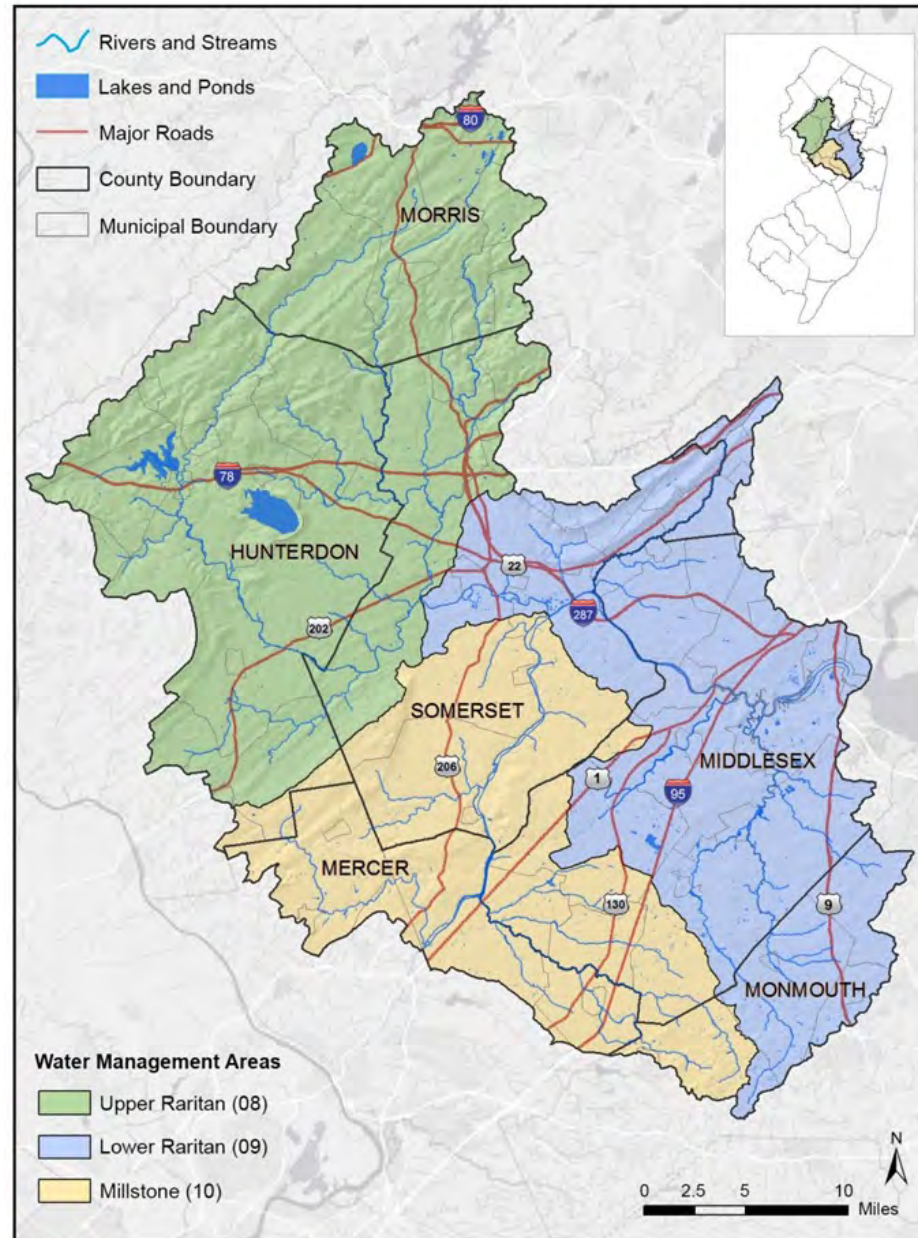 Rivers and Streams
Lakes and Ponds
Major Roads
County Boundary
Municipal Boundary
80
MORRIS
78
HUNTERDON
22
287
202
SOMERSET
206
1
MIDDLESEX
95
MERCER
130
9
MONMOUTH
Water Management Areas
Upper Raritan (08)
Lower Raritan (09)
Millstone (10)
N
0 2.5 5 10
Miles